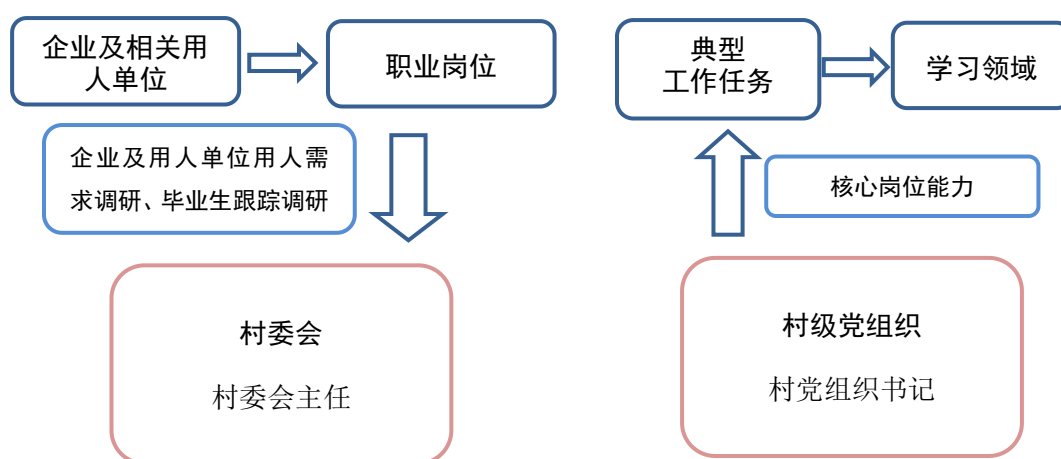 企业及相关用
人单位
职业岗位
典型
工作任务
学习领域
企业及用人单位用人需
求调研、毕业生跟踪调研
核心岗位能力
村委会
村委会主任
村级党组织
村党组织书记